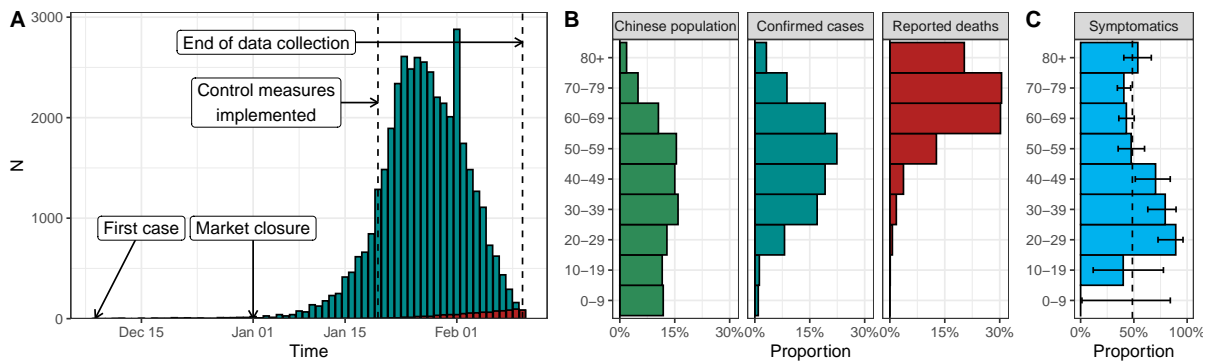 A
N
3000
2000
1000
0
End of data collection
Control measures
implemented
First case
Market closure
Dec 15
Jan 01
Jan 15
Feb 01
Time
B
Chinese population
Confirmed cases
Reported deaths
80+
70−79
60−69
50−59
40−49
30−39
20−29
10−19
0−9
0%
15%
30%
0%
15%
30%
0%
15%
30%
Proportion
C
Symptomatics
80+
70−79
60−69
50−59
40−49
30−39
20−29
10−19
0−9
0%
50%
100%
Proportion